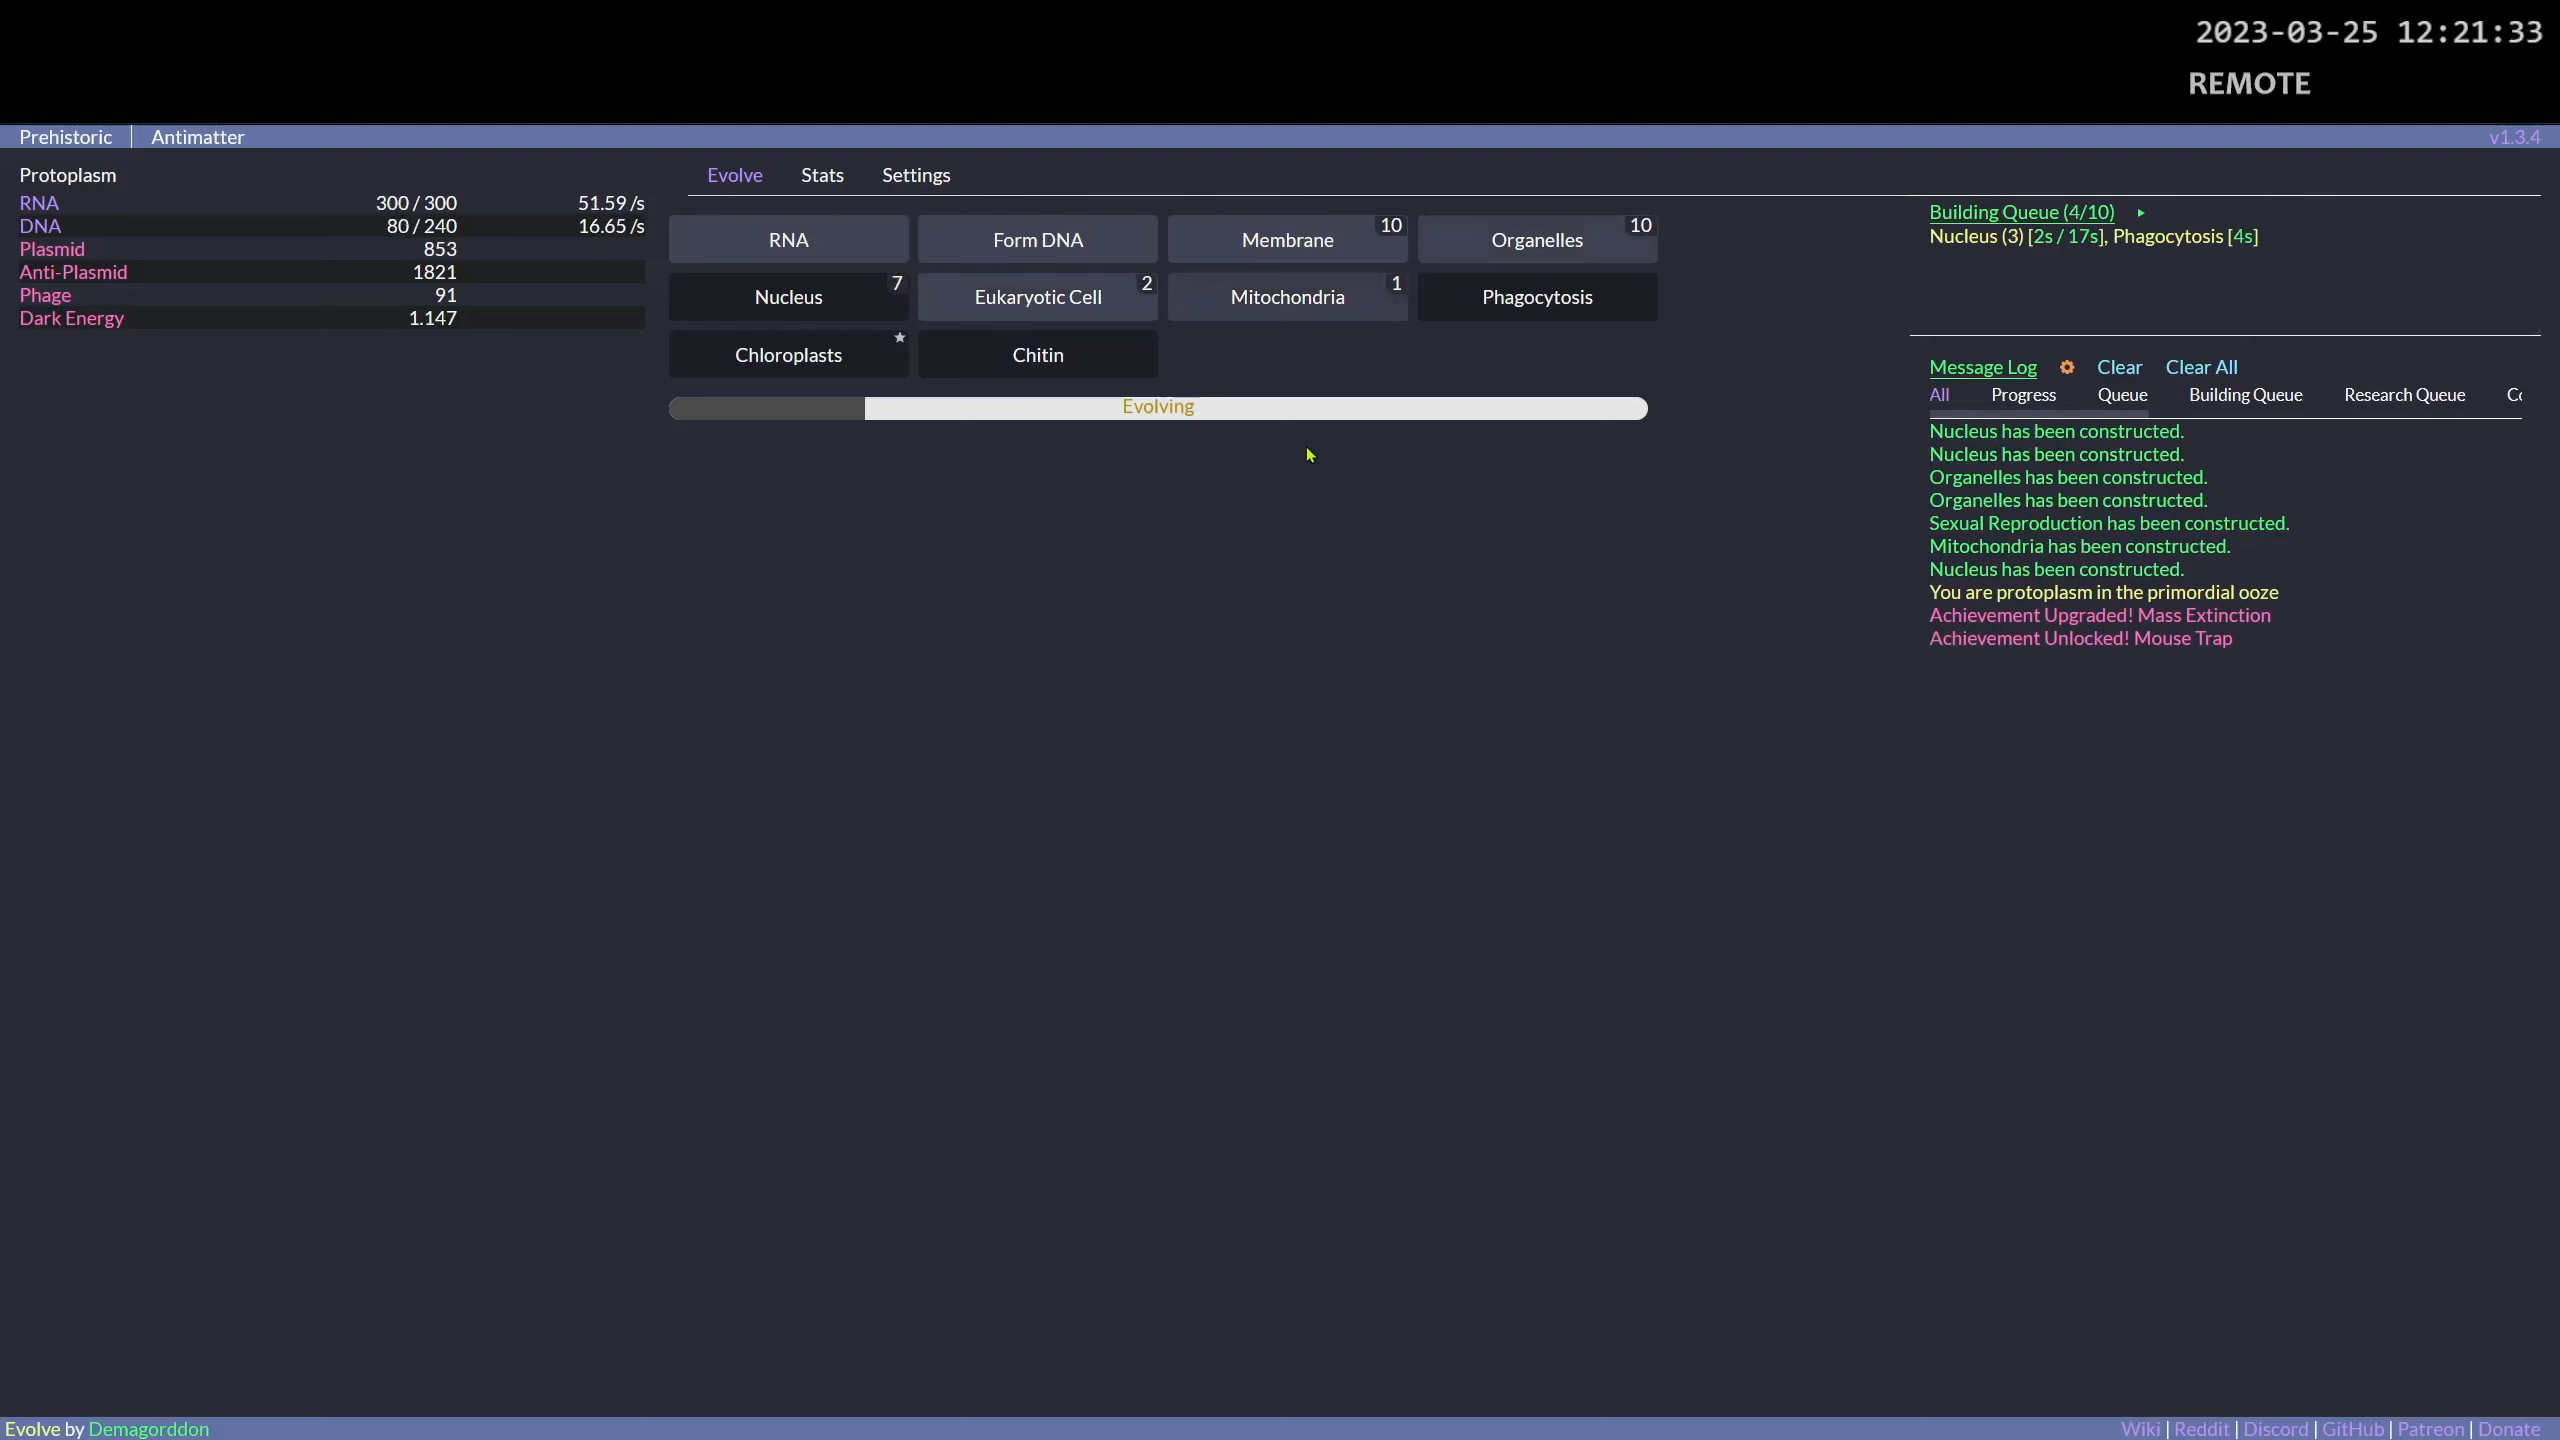 2023-03-25 12:21:33
REMOTE
Prehistoric | Antimatter
v1.3.4
Protoplasm
RNA 300 / 300 51.59 /s
DNA 80 / 240 16.65 /s
Plasmid 853
Anti-Plasmid 1821
Phage 91
Dark Energy 1.147
Evolve Stats Settings
RNA
Form DNA
Membrane 10
Organelles 10
Nucleus 7
Eukaryotic Cell 2
Mitochondria 1
Phagocytosis
Chloroplasts
Chitin
Evolving
Building Queue (4/10)
Nucleus (3) [2s / 17s], Phagocytosis [4s]
Message Log Clear Clear All
All Progress Queue Building Queue Research Queue
Nucleus has been constructed.
Nucleus has been constructed.
Organelles has been constructed.
Organelles has been constructed.
Sexual Reproduction has been constructed.
Mitochondria has been constructed.
Nucleus has been constructed.
You are protoplasm in the primordial ooze
Achievement Upgraded! Mass Extinction
Achievement Unlocked! Mouse Trap
Evolve by Demagorddon
Wiki | Reddit | Discord | GitHub | Patreon | Donate